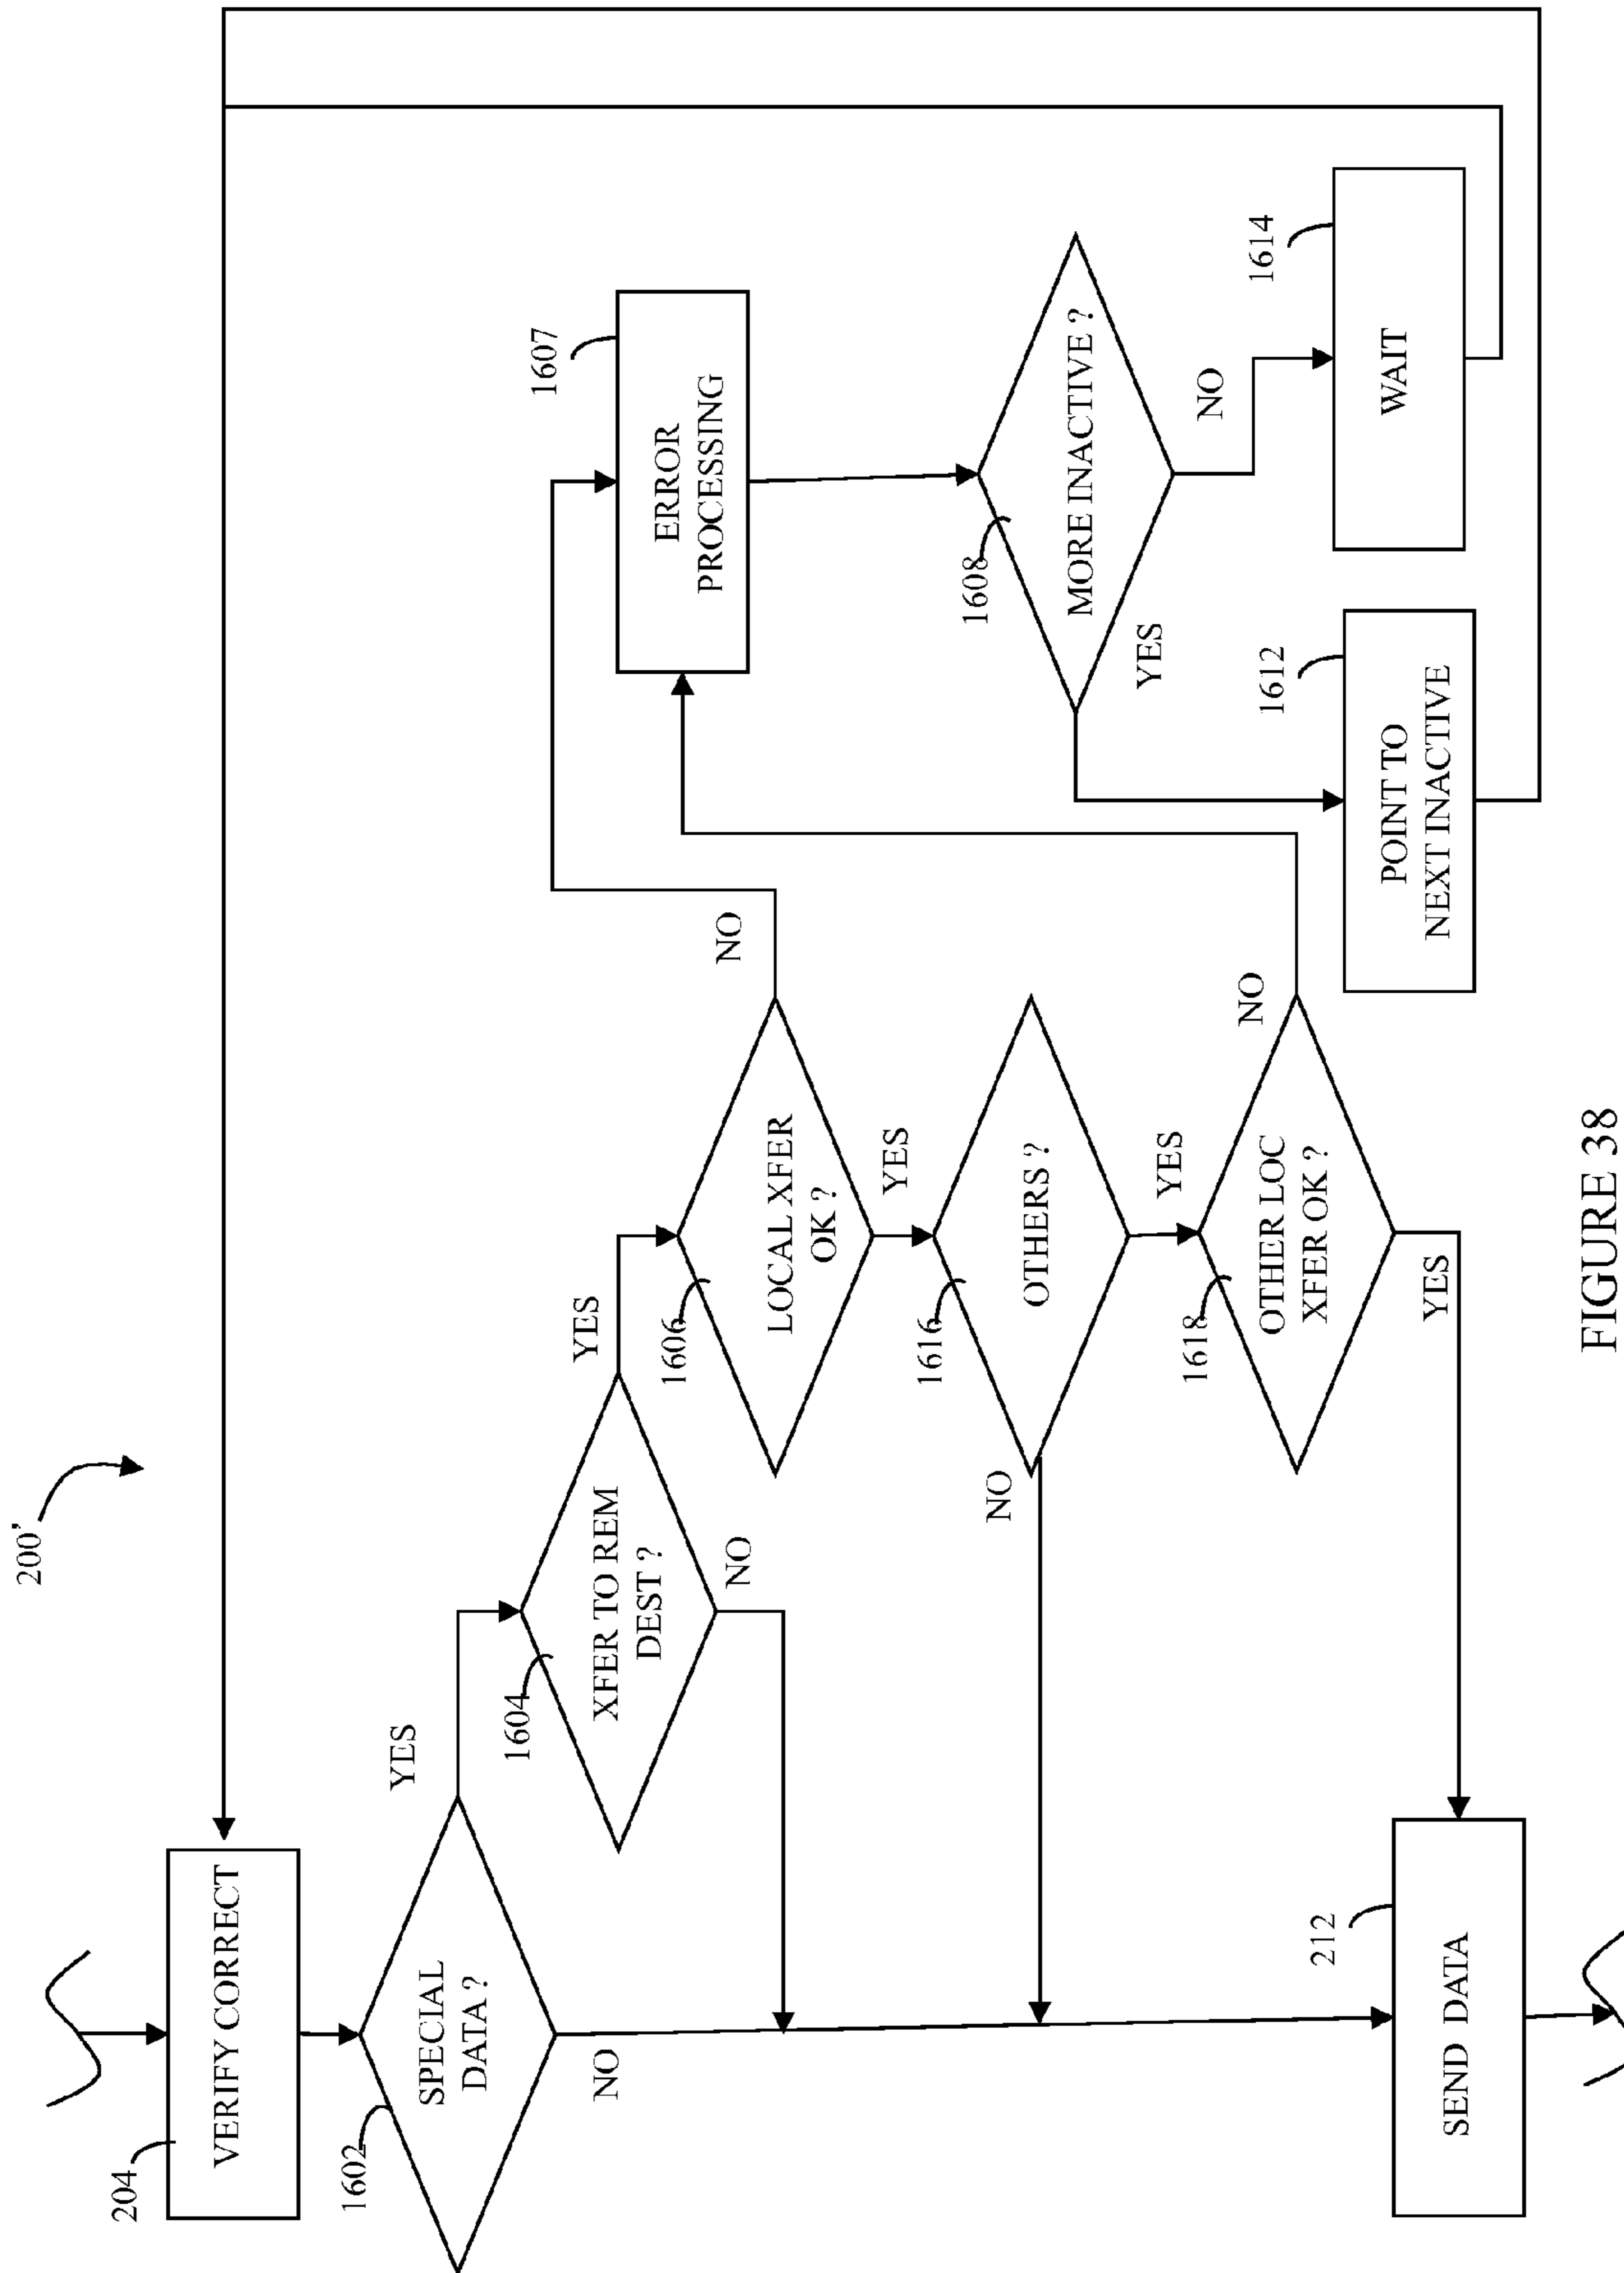 200'
204
VERIFY CORRECT
1602
SPECIAL
DATA ?
YES
NO
1604
XFER TO REM
DEST ?
YES
NO
1606
LOCAL XFER
OK ?
NO
YES
1607
ERROR
PROCESSING
1616
OTHERS ?
NO
YES
1608
MORE INACTIVE ?
YES
NO
1618
OTHER LOC
XFER OK ?
NO
YES
1612
POINT TO
NEXT INACTIVE
1614
WAIT
212
SEND DATA
FIGURE 38